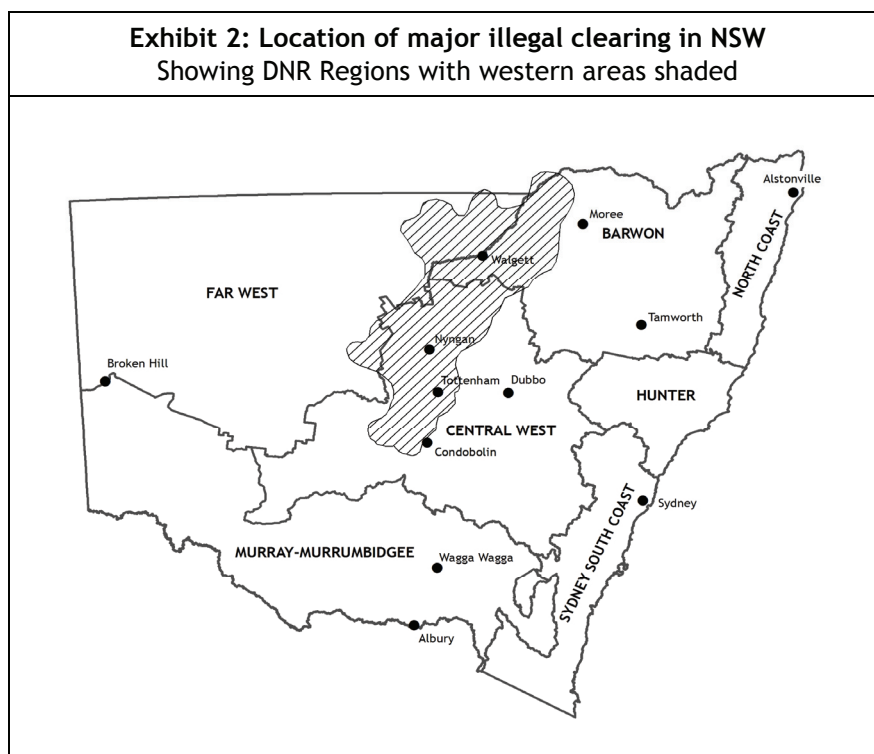 Exhibit 2: Location of major illegal clearing in NSW
Showing DNR Regions with western areas shaded
Alstonville
Moree
BARWON
NORTH COAST
Walgett
FAR WEST
Tamworth
Nyngan
Broken Hill
Tottenham
Dubbo
HUNTER
CENTRAL WEST
Condobolin
Sydney
SYDNEY SOUTH COAST
MURRAY-MURRUMBIDGEE
Wagga Wagga
Albury